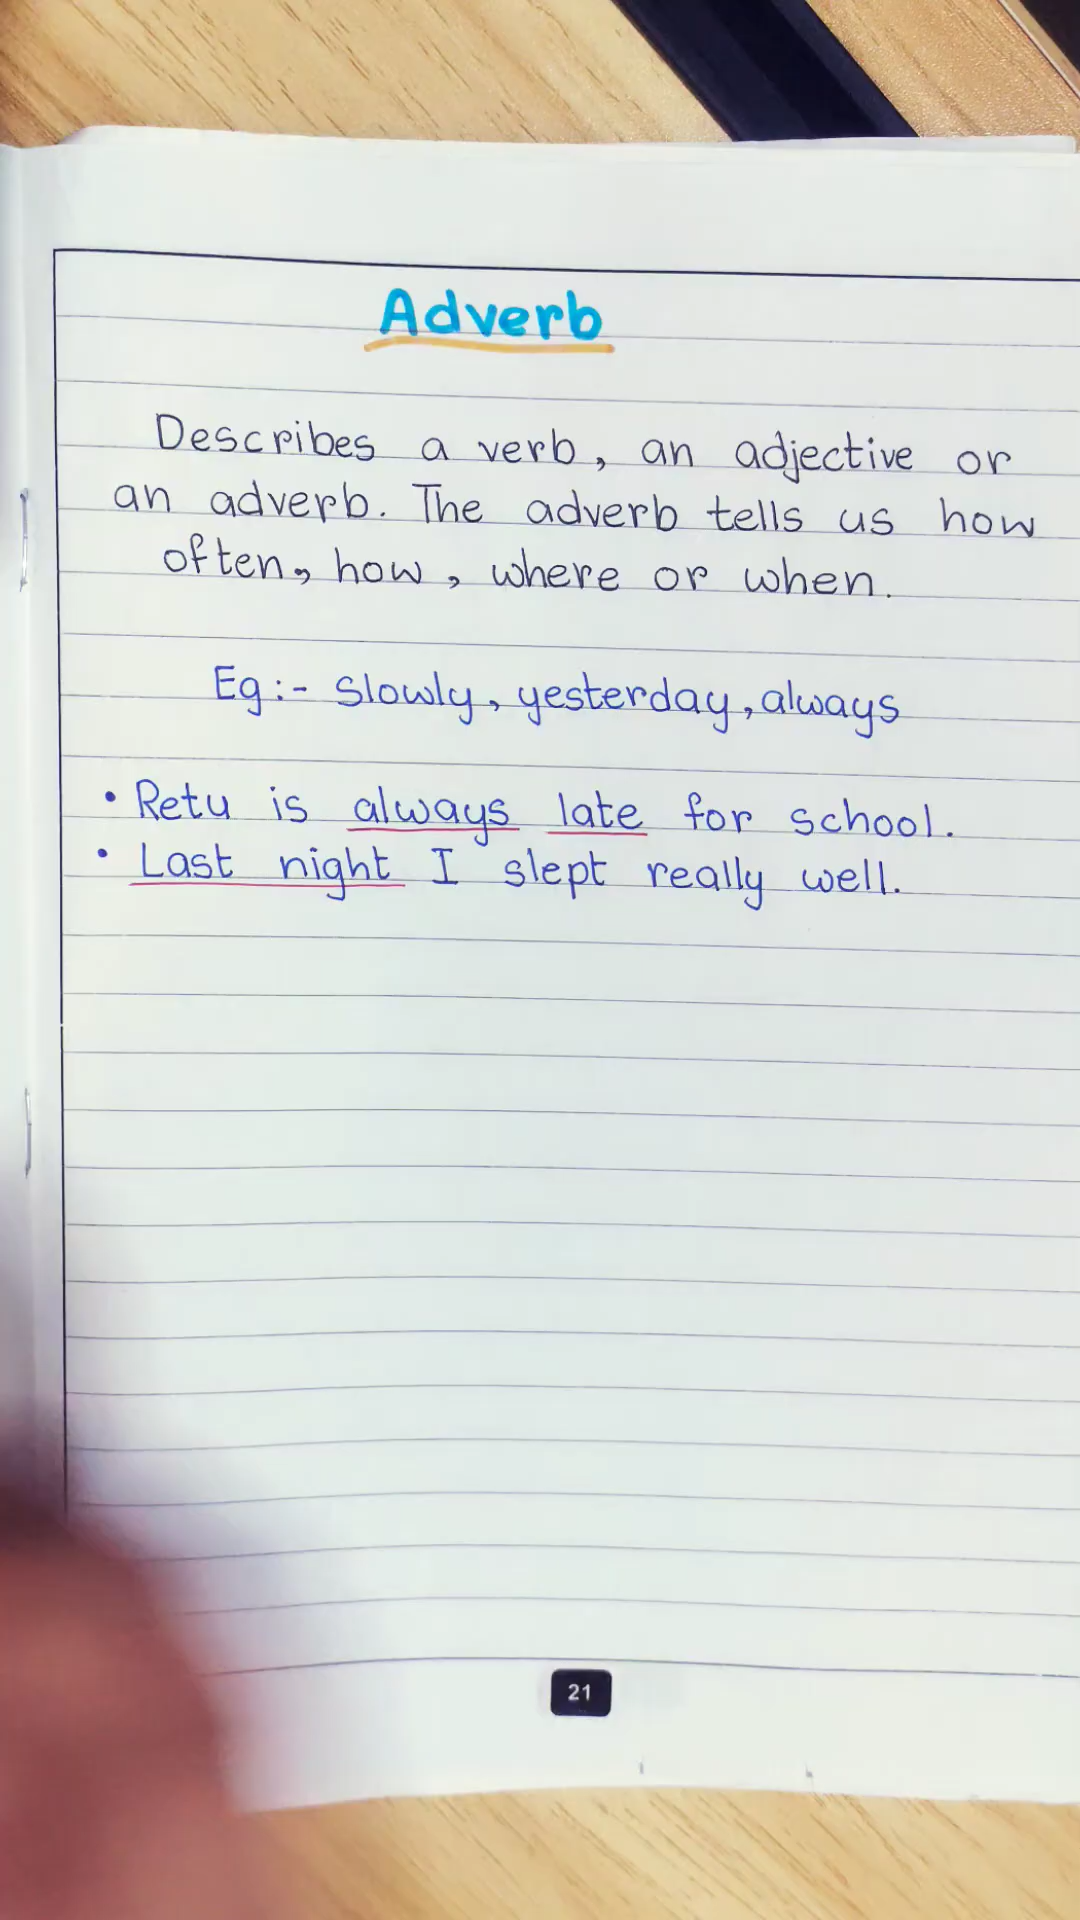 Adverb
Describes a verb, an adjective or
an adverb. The adverb tells us how
often, how, where or when.
Eg:- slowly, yesterday, always
• Retu is always late for school.
• Last night I slept really well.
21